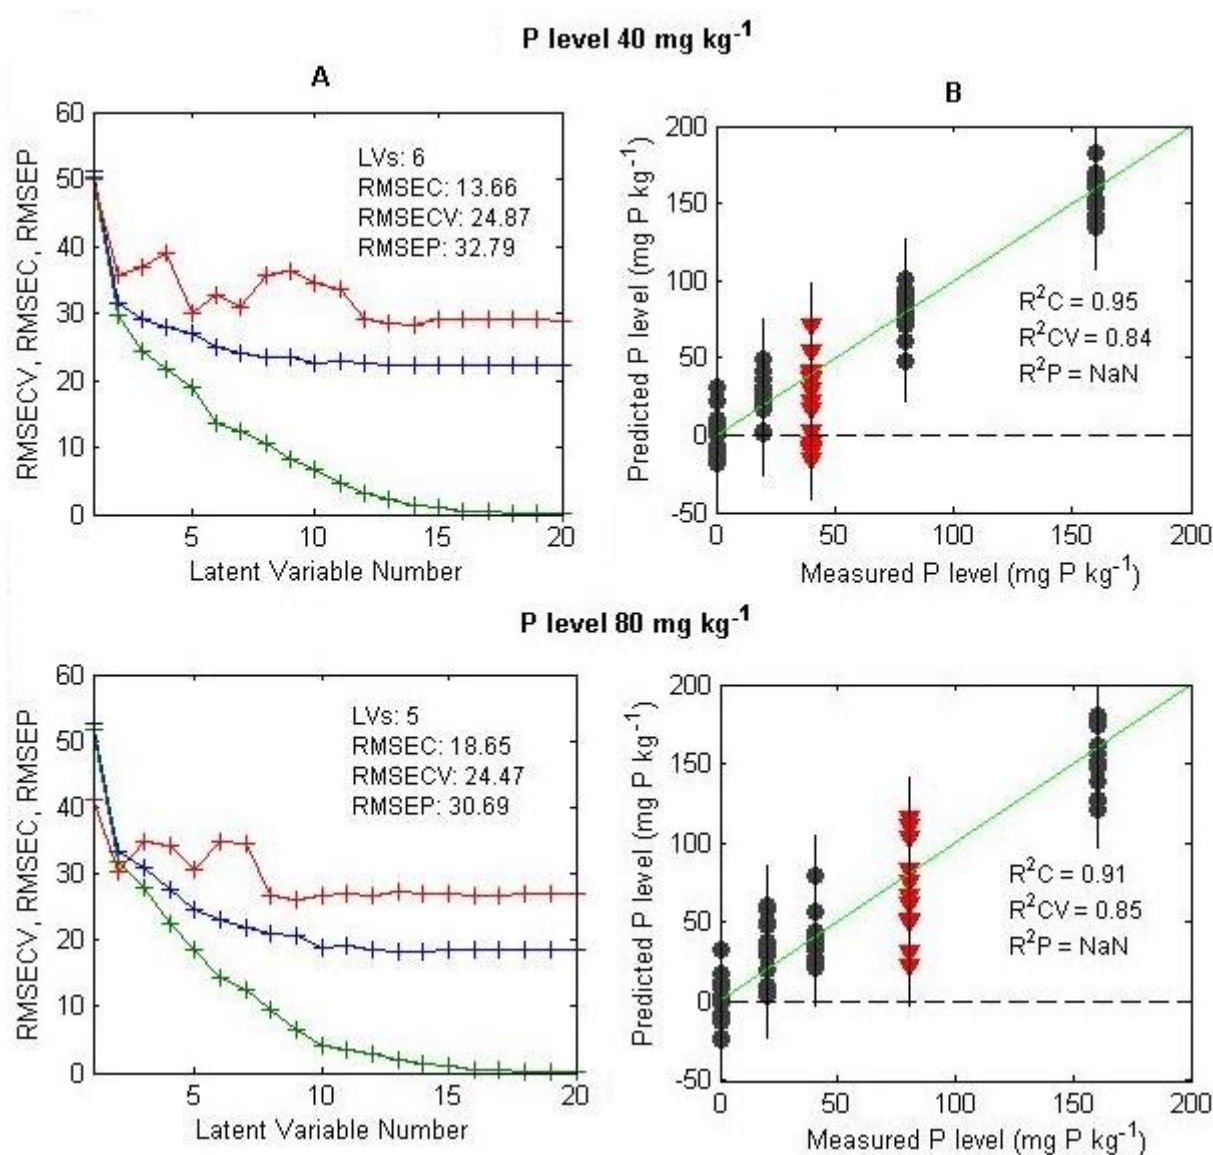 P level 40 mg kg⁻¹
A
B
RMSECV, RMSEC, RMSEP
60
50
40
30
20
10
0
5
10
15
20
Latent Variable Number
LVs: 6
RMSEC: 13.66
RMSECV: 24.87
RMSEP: 32.79
Predicted P level (mg P kg⁻¹)
200
150
100
50
0
-50
0
50
100
150
200
Measured P level (mg P kg⁻¹)
R²C = 0.95
R²CV = 0.84
R²P = NaN
P level 80 mg kg⁻¹
RMSECV, RMSEC, RMSEP
60
50
40
30
20
10
0
5
10
15
20
Latent Variable Number
LVs: 5
RMSEC: 18.65
RMSECV: 24.47
RMSEP: 30.69
Predicted P level (mg P kg⁻¹)
200
150
100
50
0
-50
0
50
100
150
200
Measured P level (mg P kg⁻¹)
R²C = 0.91
R²CV = 0.85
R²P = NaN